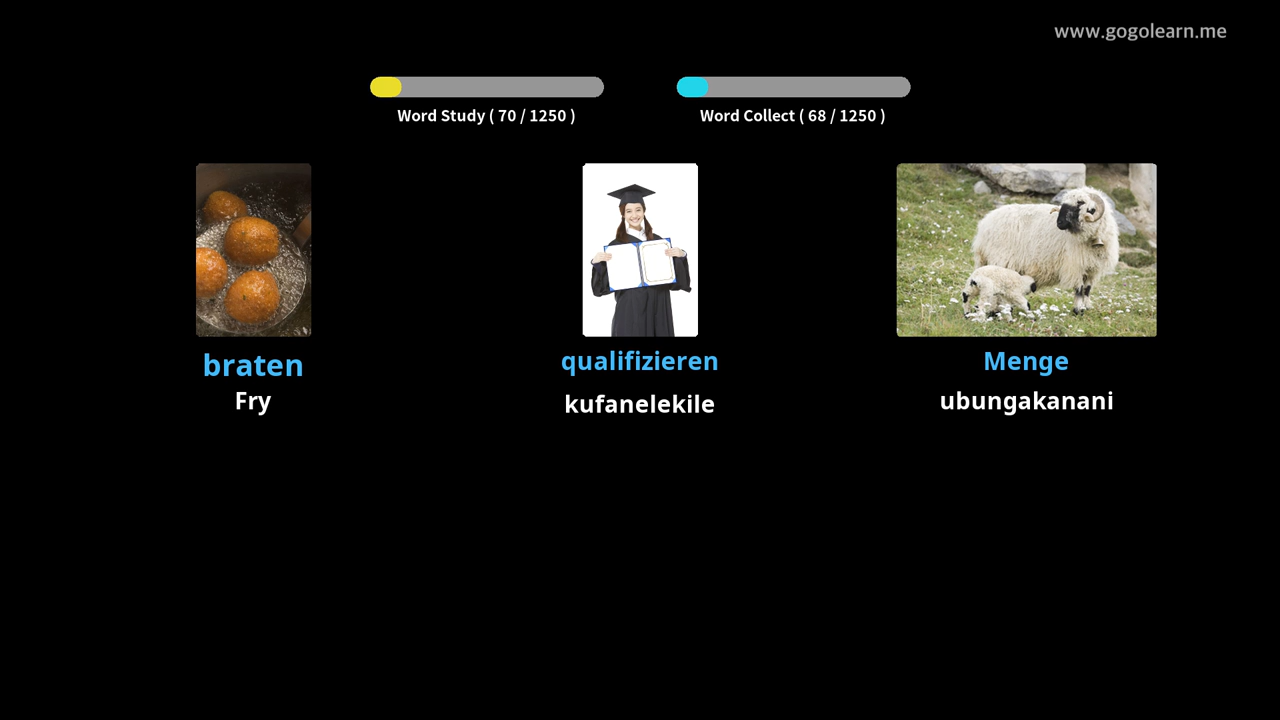 www.gogolearn.me
Word Study ( 70 / 1250 )
Word Collect ( 68 / 1250 )
braten
Fry
qualifizieren
kufanelekile
Menge
ubungakanani